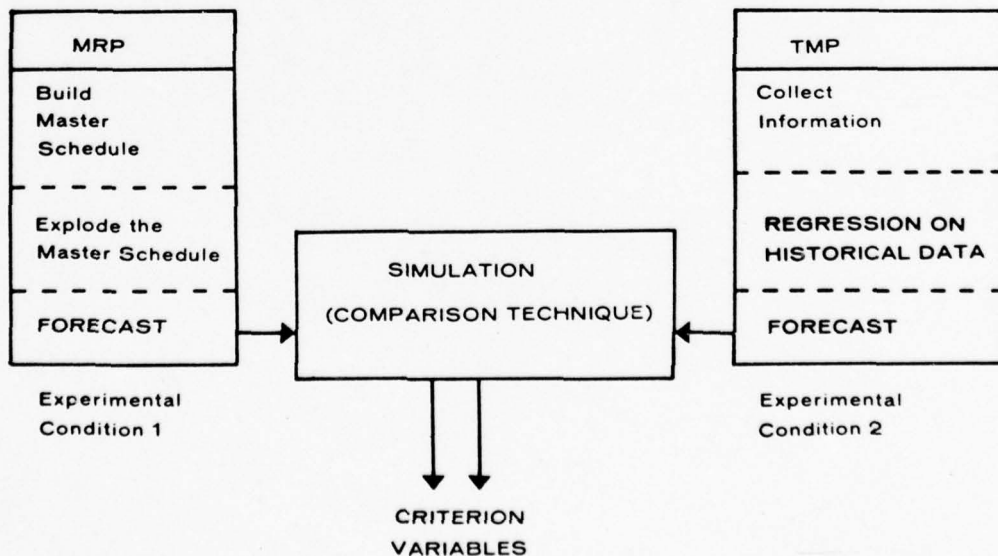 MRP
Build
Master
Schedule
Explode the
Master Schedule
FORECAST
Experimental
Condition 1
SIMULATION
(COMPARISON TECHNIQUE)
CRITERION
VARIABLES
TMP
Collect
Information
REGRESSION ON
HISTORICAL DATA
FORECAST
Experimental
Condition 2